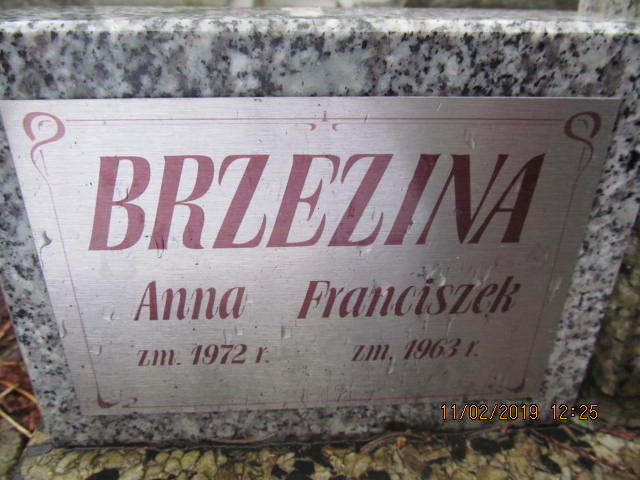 BRZEZINA
Anna Franciszek
zm. 1972 r. zm. 1963 r.
11/02/2019 12:25